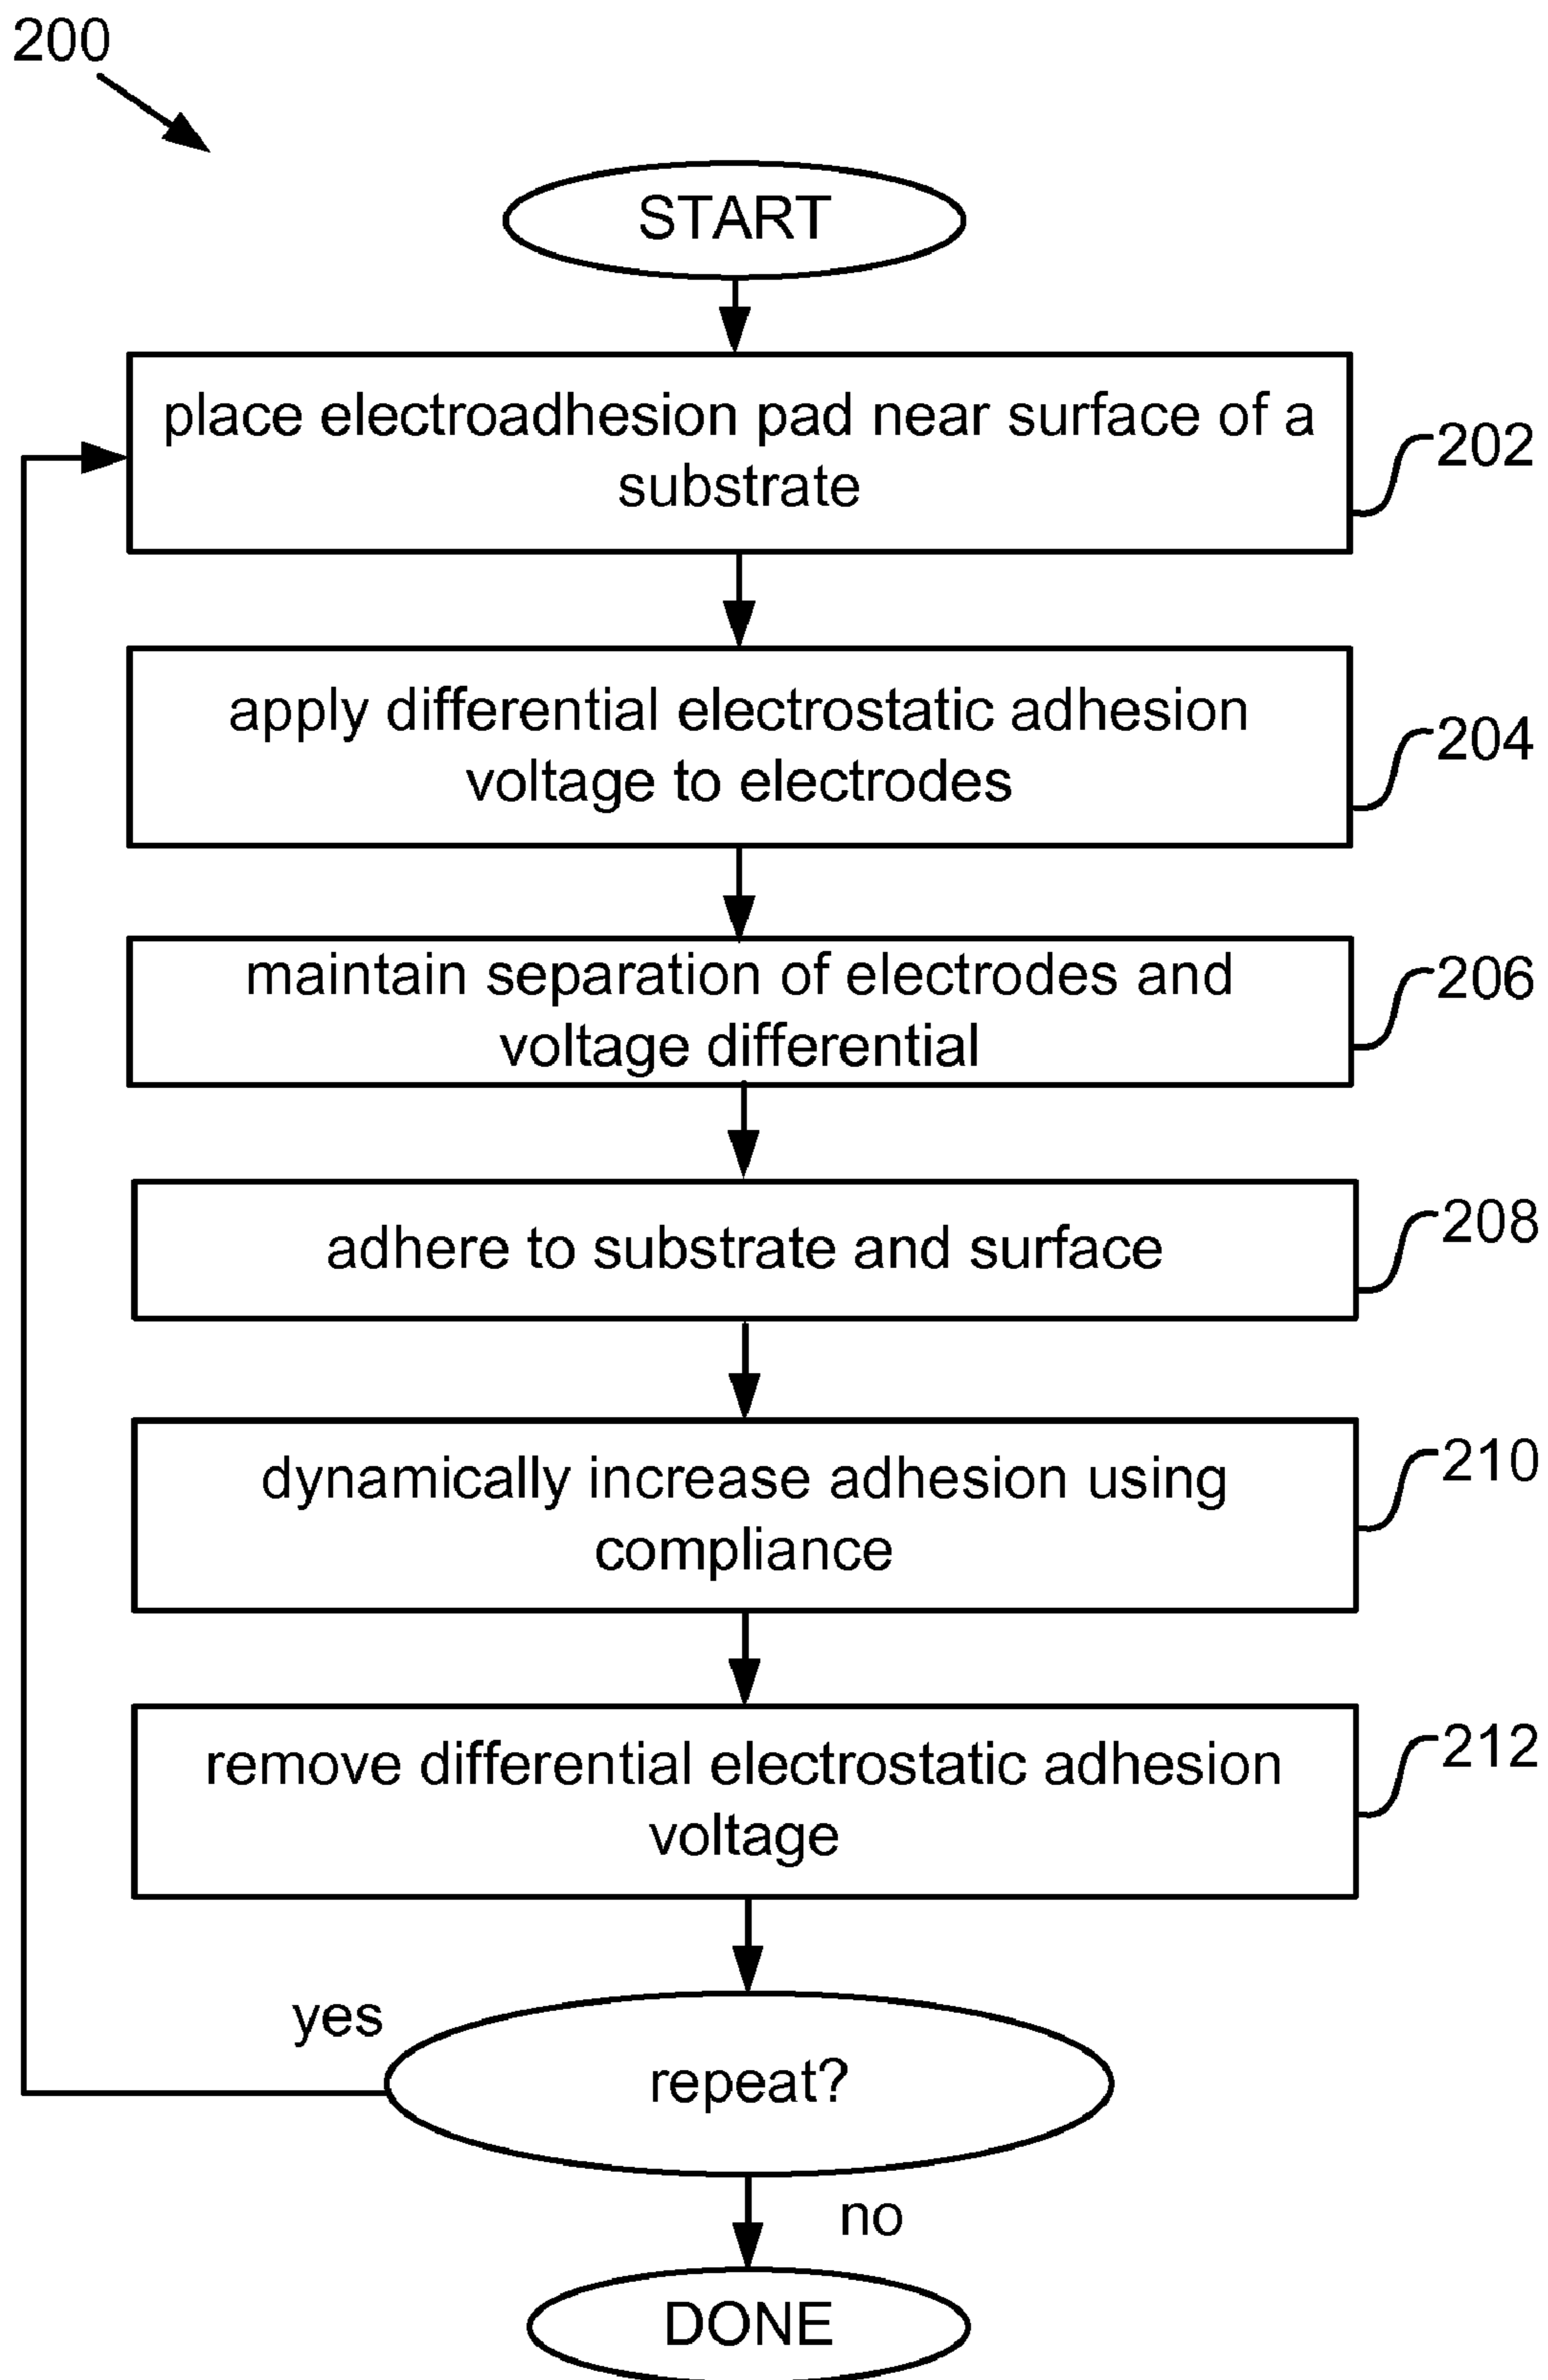 200
START
place electroadhesion pad near surface of a
substrate
202
apply differential electrostatic adhesion
voltage to electrodes
204
maintain separation of electrodes and
voltage differential
206
adhere to substrate and surface
208
dynamically increase adhesion using
compliance
210
remove differential electrostatic adhesion
voltage
212
yes
repeat?
no
DONE